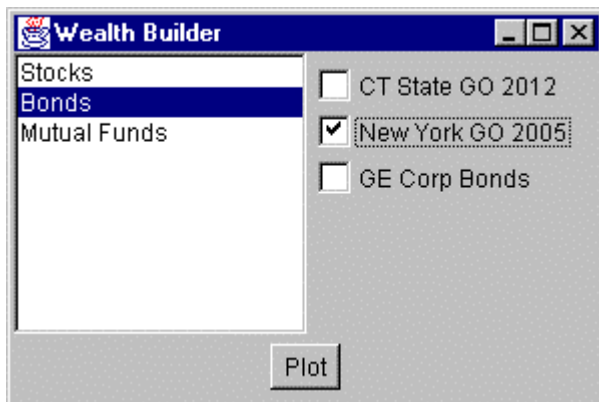 Wealth Builder
Stocks
Bonds
Mutual Funds
CT State GO 2012
New York GO 2005
GE Corp Bonds
Plot